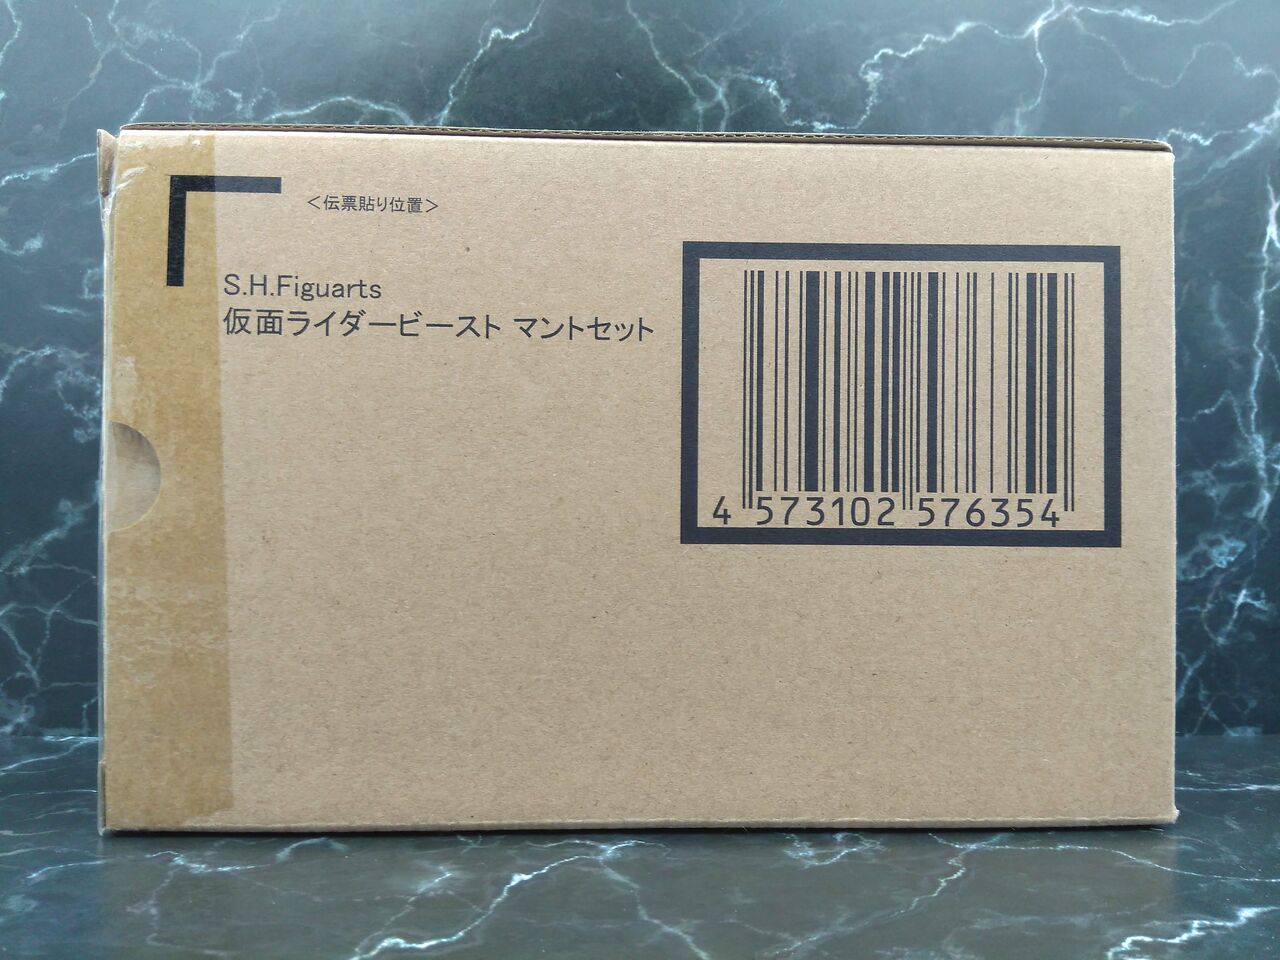 ＜伝票貼り位置＞
S.H.Figuarts
仮面ライダービースト マントセット
4 573102 576354